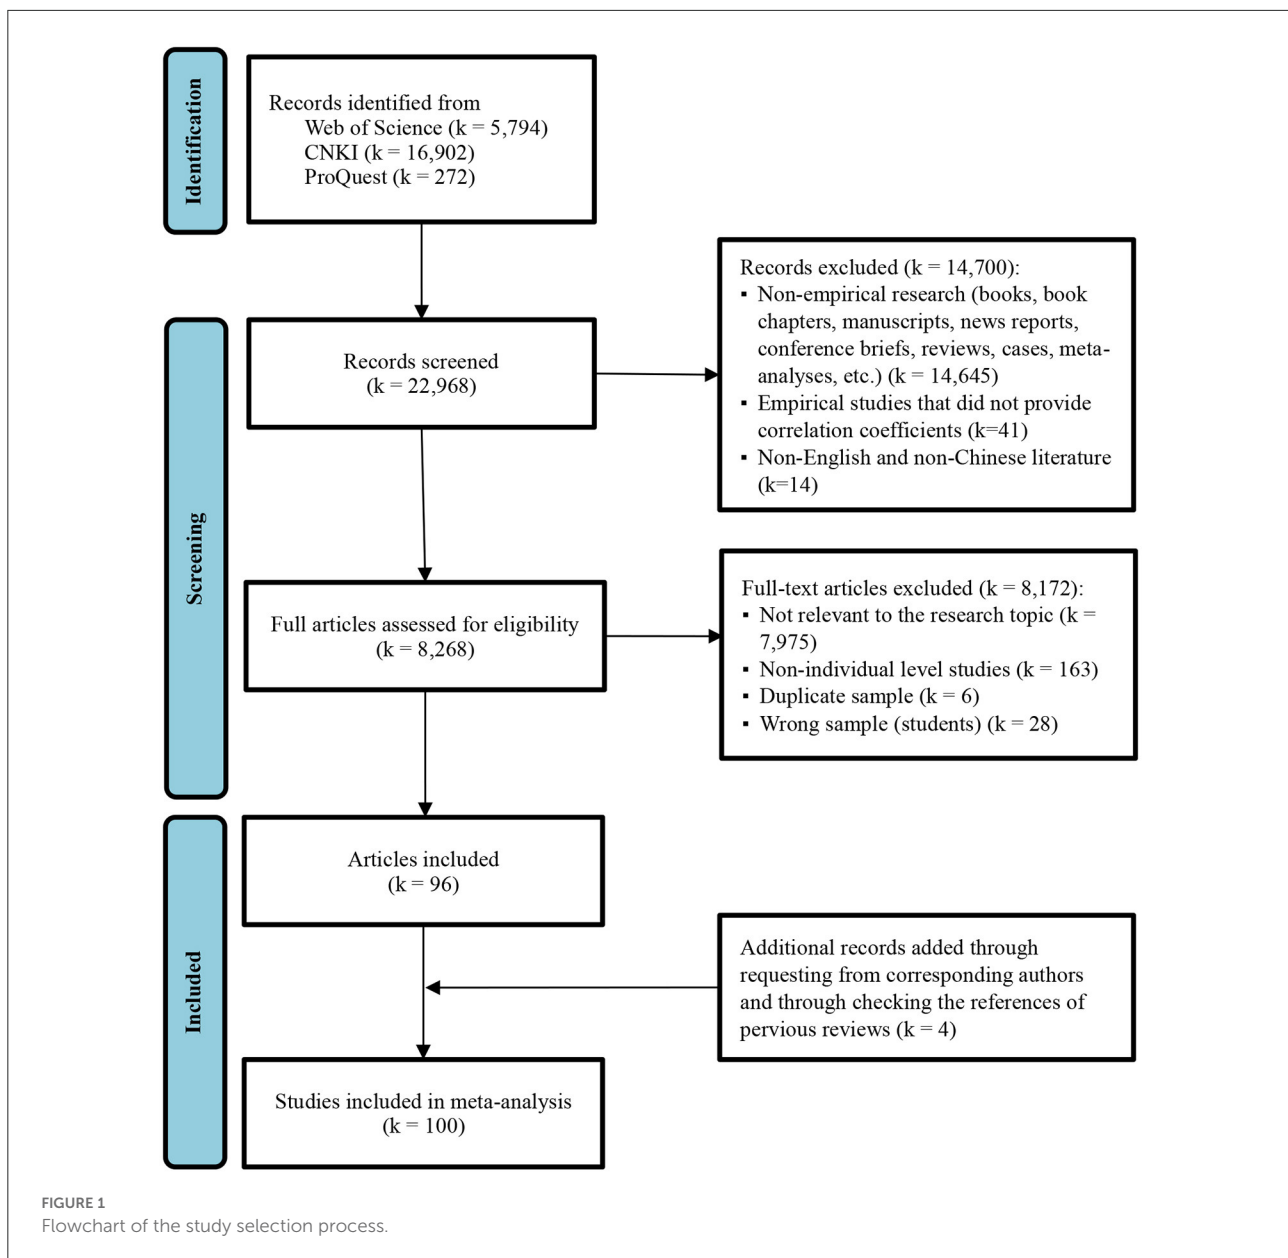 Identification
Records identified from
Web of Science (k = 5,794)
CNKI (k = 16,902)
ProQuest (k = 272)
Screening
Records screened
(k = 22,968)
Records excluded (k = 14,700):
▪ Non-empirical research (books, book
chapters, manuscripts, news reports,
conference briefs, reviews, cases, meta-
analyses, etc.) (k = 14,645)
▪ Empirical studies that did not provide
correlation coefficients (k=41)
▪ Non-English and non-Chinese literature
(k=14)
Full articles assessed for eligibility
(k = 8,268)
Full-text articles excluded (k = 8,172):
▪ Not relevant to the research topic (k =
7,975)
▪ Non-individual level studies (k = 163)
▪ Duplicate sample (k = 6)
▪ Wrong sample (students) (k = 28)
Included
Articles included
(k = 96)
Additional records added through
requesting from corresponding authors
and through checking the references of
pervious reviews (k = 4)
Studies included in meta-analysis
(k = 100)
FIGURE 1
Flowchart of the study selection process.